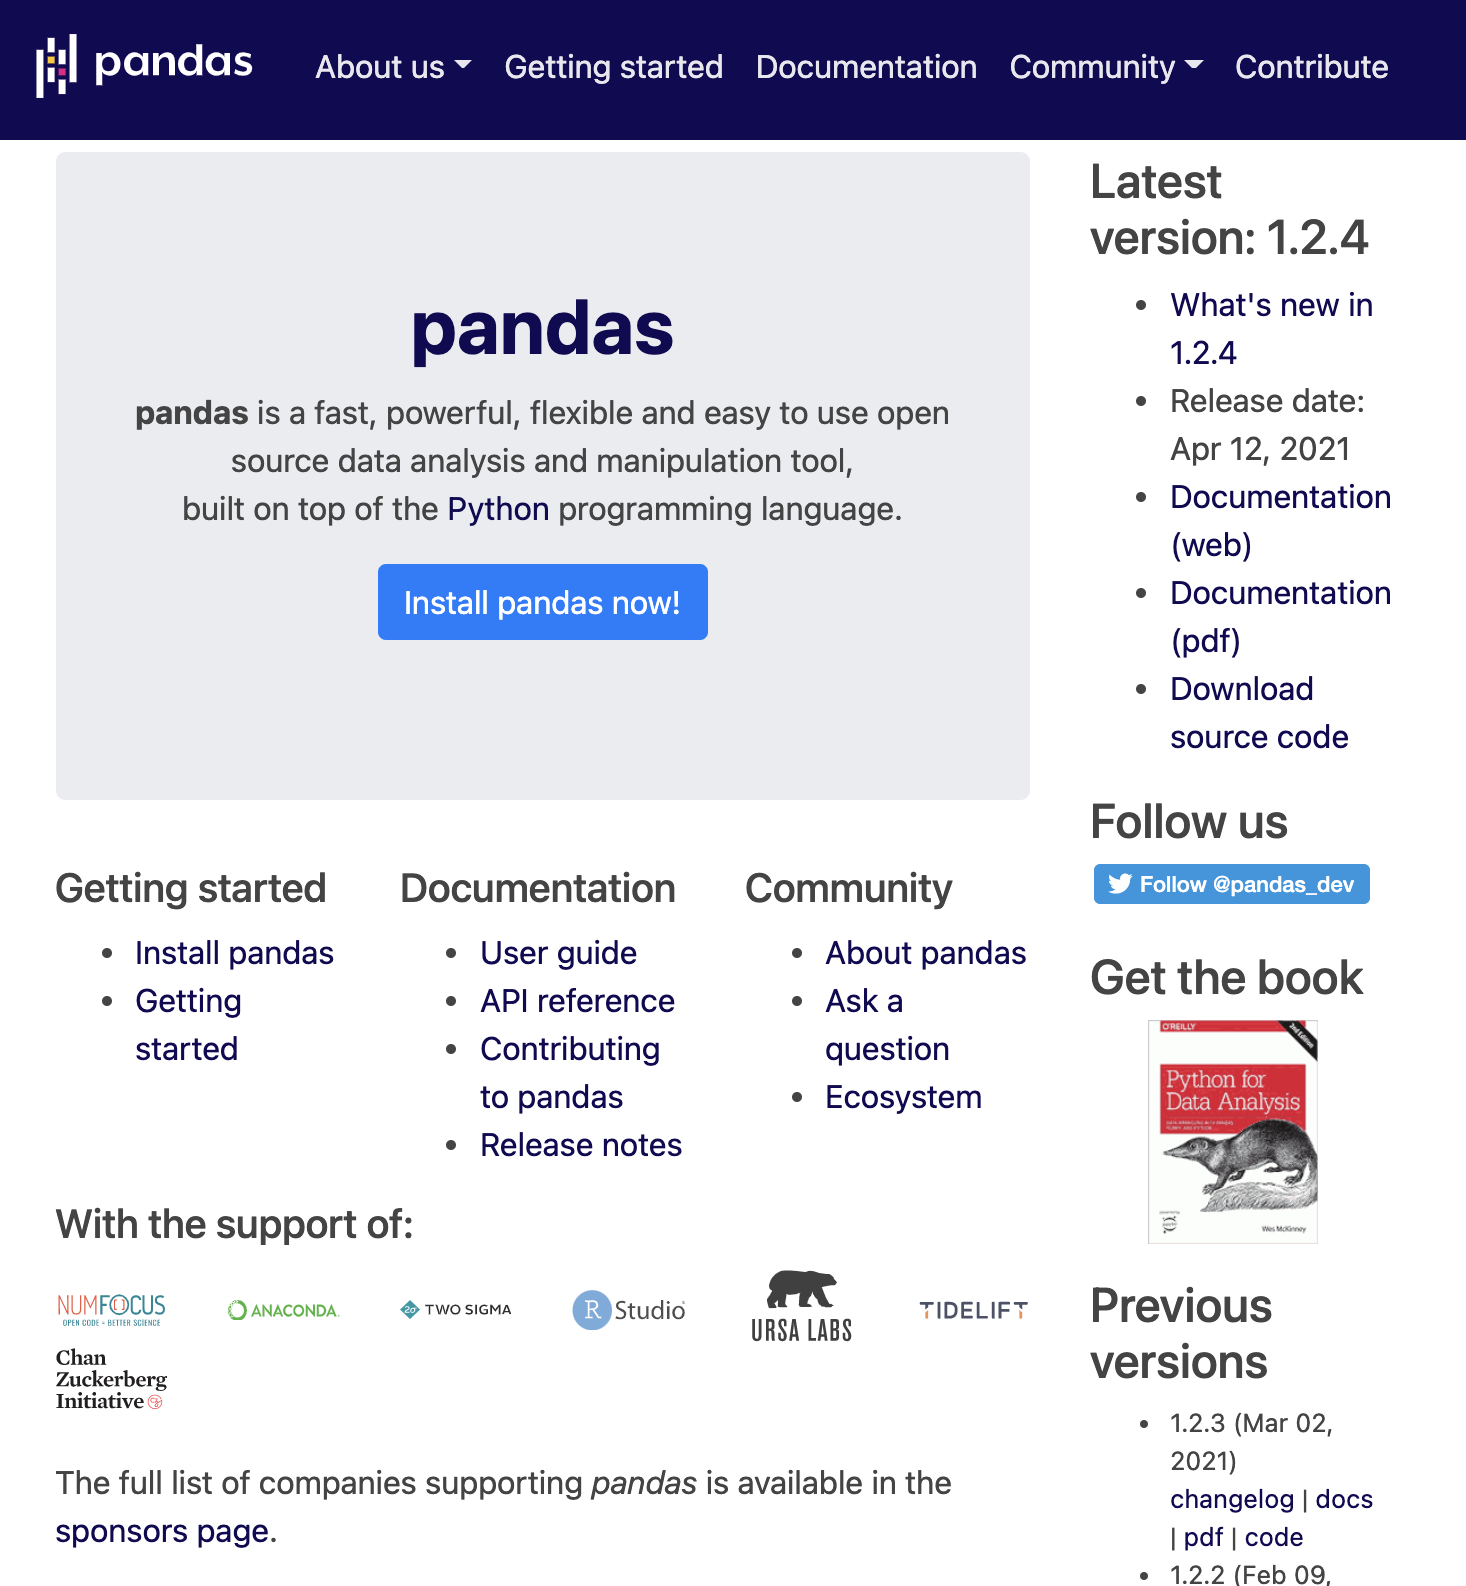 pandas
About us
Getting started
Documentation
Community
Contribute
pandas
pandas is a fast, powerful, flexible and easy to use open
source data analysis and manipulation tool,
built on top of the Python programming language.
Install pandas now!
Getting started
Install pandas
Getting
started
Documentation
User guide
API reference
Contributing
to pandas
Release notes
Community
About pandas
Ask a
question
Ecosystem
With the support of:
NUMFOCUS
OPEN CODE = BETTER SCIENCE
ANACONDA.
2σ TWO SIGMA
R Studio
URSA LABS
TIDELIFT
Chan
Zuckerberg
Initiative
The full list of companies supporting pandas is available in the
sponsors page.
Latest
version: 1.2.4
What's new in
1.2.4
Release date:
Apr 12, 2021
Documentation
(web)
Documentation
(pdf)
Download
source code
Follow us
Follow @pandas_dev
Get the book
O'REILLY
2nd Edition
Python for
Data Analysis
Wes McKinney
Previous
versions
1.2.3 (Mar 02,
2021)
changelog | docs
| pdf | code
1.2.2 (Feb 09,